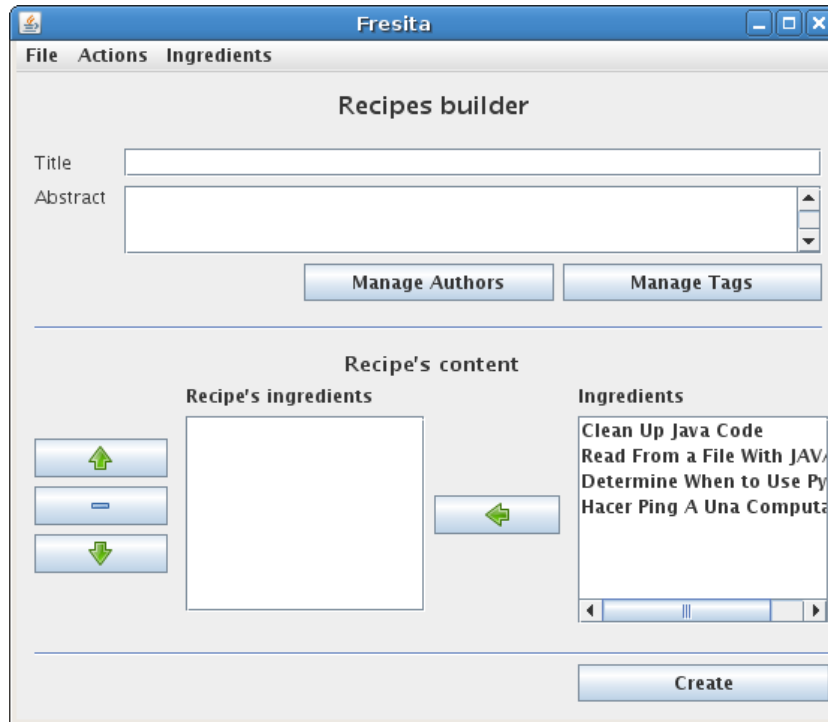 Fresita
File Actions Ingredients
Recipes builder
Title
Abstract
Manage Authors Manage Tags
Recipe's content
Recipe's ingredients Ingredients
Clean Up Java Code
Read From a File With JAVA
Determine When to Use Py
Hacer Ping A Una Computa
Create